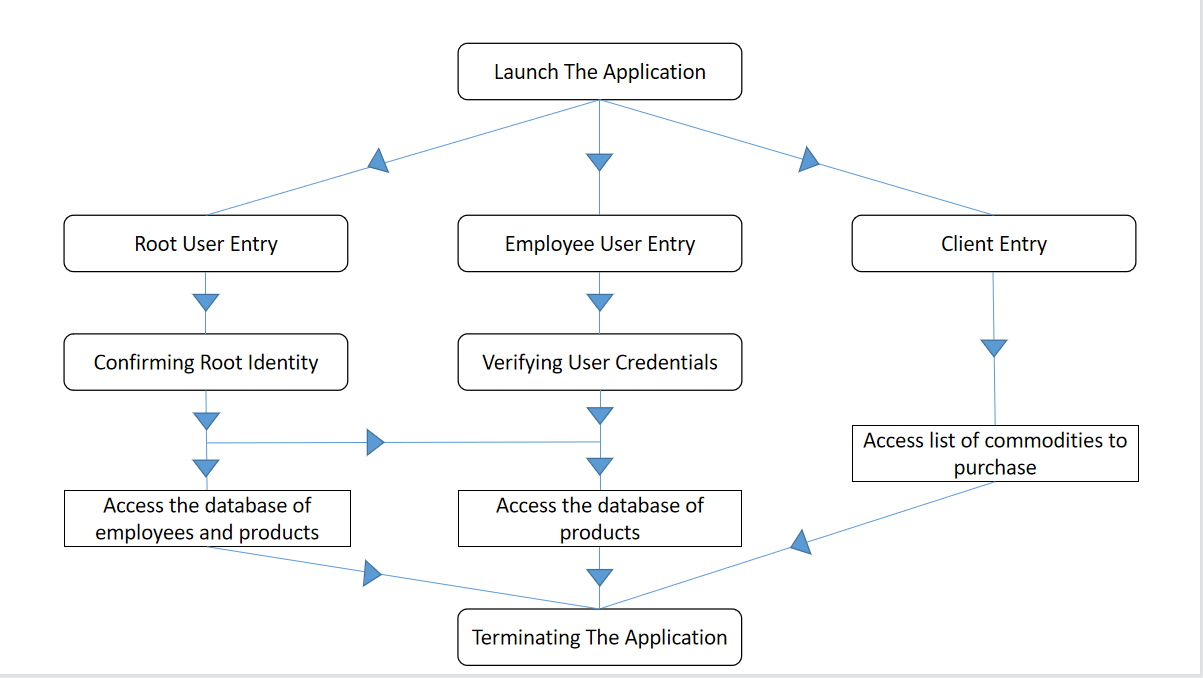 Launch The Application
Root User Entry
Employee User Entry
Client Entry
Confirming Root Identity
Verifying User Credentials
Access list of commodities to
purchase
Access the database of
employees and products
Access the database of
products
Terminating The Application